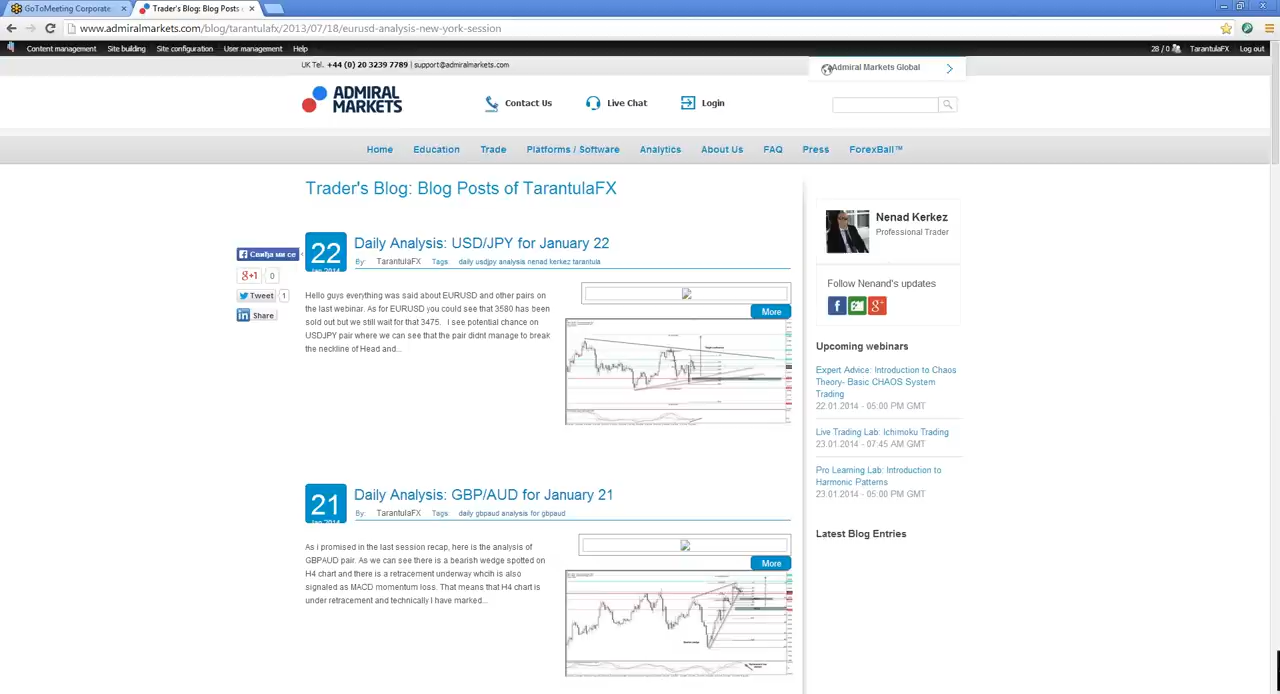 GoToMeeting Corporate
Trader's Blog: Blog Posts
www.admiralmarkets.com/blog/tarantulafx/2013/07/18/eurusd-analysis-new-york-session
Content management Site building Site configuration User management Help
28 / 0 TarantulaFX Log out
UK Tel. +44 (0) 20 3239 7789 | support@admiralmarkets.com
Admiral Markets Global
ADMIRAL
MARKETS
Contact Us Live Chat Login
Home Education Trade Platforms / Software Analytics About Us FAQ Press ForexBall™
Trader's Blog: Blog Posts of TarantulaFX
22
Jan 2014
Daily Analysis: USD/JPY for January 22
By: TarantulaFX Tags: daily usdjpy analysis nenad kerkez tarantula
Свиђа ми се
g+1 0
Tweet 1
in Share
Hello guys everything was said about EURUSD and other pairs on
the last webinar. As for EURUSD you could see that 3580 has been
sold out but we still wait for that 3475. I see potential chance on
USDJPY pair where we can see that the pair didnt manage to break
the neckline of Head and...
More
21
Jan 2014
Daily Analysis: GBP/AUD for January 21
By: TarantulaFX Tags: daily gbpaud analysis for gbpaud
As i promised in the last session recap, here is the analysis of
GBPAUD pair. As we can see there is a bearish wedge spotted on
H4 chart and there is a retracement underway whcih is also
signaled as MACD momentum loss. That means that H4 chart is
under retracement and technically I have marked...
More
Nenad Kerkez
Professional Trader
Follow Nenand's updates
Upcoming webinars
Expert Advice: Introduction to Chaos
Theory- Basic CHAOS System
Trading
22.01.2014 - 05:00 PM GMT
Live Trading Lab: Ichimoku Trading
23.01.2014 - 07:45 AM GMT
Pro Learning Lab: Introduction to
Harmonic Patterns
23.01.2014 - 05:00 PM GMT
Latest Blog Entries